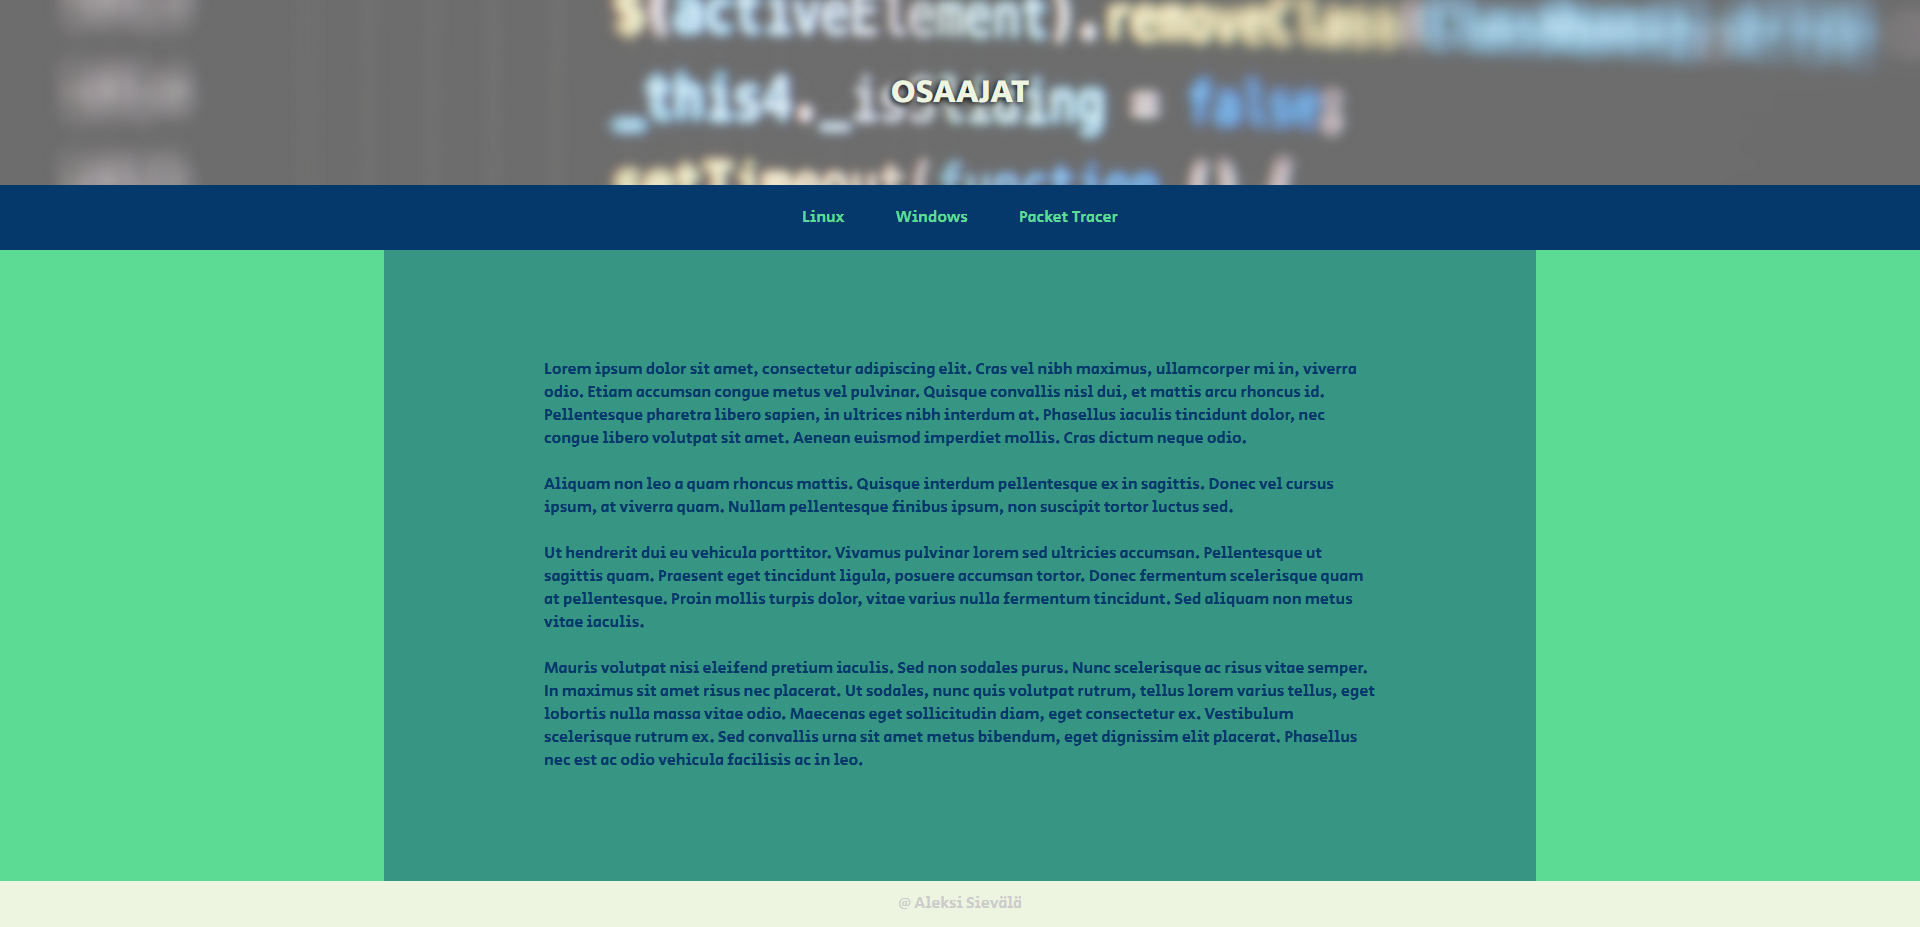 $(activeElement).removeClass(
OSAAJAT
_this4._isSliding = false;
setTimeout(function () {
Linux Windows Packet Tracer
Lorem ipsum dolor sit amet, consectetur adipiscing elit. Cras vel nibh maximus, ullamcorper mi in, viverra
odio. Etiam accumsan congue metus vel pulvinar. Quisque convallis nisl dui, et mattis arcu rhoncus id.
Pellentesque pharetra libero sapien, in ultrices nibh interdum at. Phasellus iaculis tincidunt dolor, nec
congue libero volutpat sit amet. Aenean euismod imperdiet mollis. Cras dictum neque odio.
Aliquam non leo a quam rhoncus mattis. Quisque interdum pellentesque ex in sagittis. Donec vel cursus
ipsum, at viverra quam. Nullam pellentesque finibus ipsum, non suscipit tortor luctus sed.
Ut hendrerit dui eu vehicula porttitor. Vivamus pulvinar lorem sed ultricies accumsan. Pellentesque ut
sagittis quam. Praesent eget tincidunt ligula, posuere accumsan tortor. Donec fermentum scelerisque quam
at pellentesque. Proin mollis turpis dolor, vitae varius nulla fermentum tincidunt. Sed aliquam non metus
vitae iaculis.
Mauris volutpat nisi eleifend pretium iaculis. Sed non sodales purus. Nunc scelerisque ac risus vitae semper.
In maximus sit amet risus nec placerat. Ut sodales, nunc quis volutpat rutrum, tellus lorem varius tellus, eget
lobortis nulla massa vitae odio. Maecenas eget sollicitudin diam, eget consectetur ex. Vestibulum
scelerisque rutrum ex. Sed convallis urna sit amet metus bibendum, eget dignissim elit placerat. Phasellus
nec est ac odio vehicula facilisis ac in leo.
@ Aleksi Sievälä